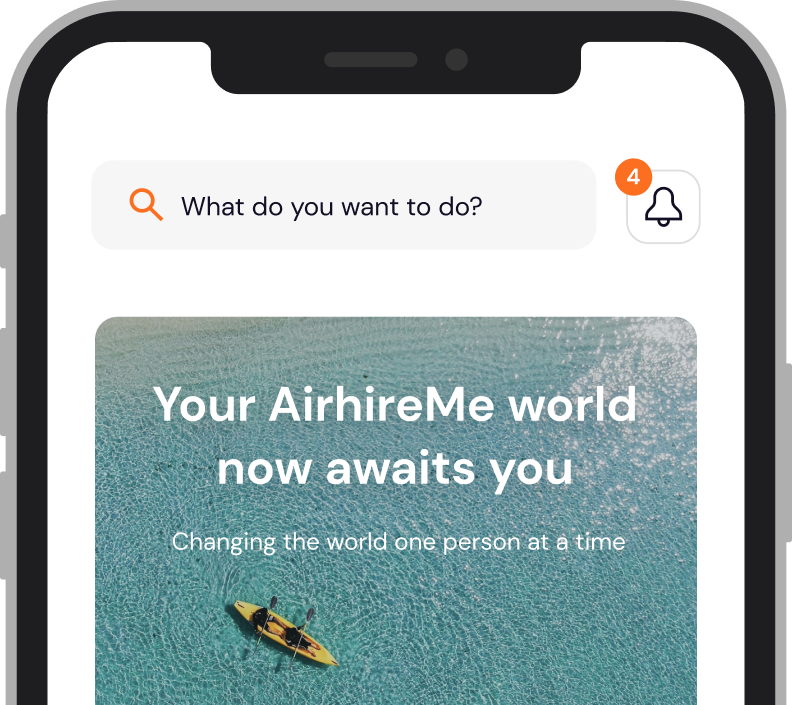 What do you want to do?
4
Your AirhireMe world
now awaits you
Changing the world one person at a time